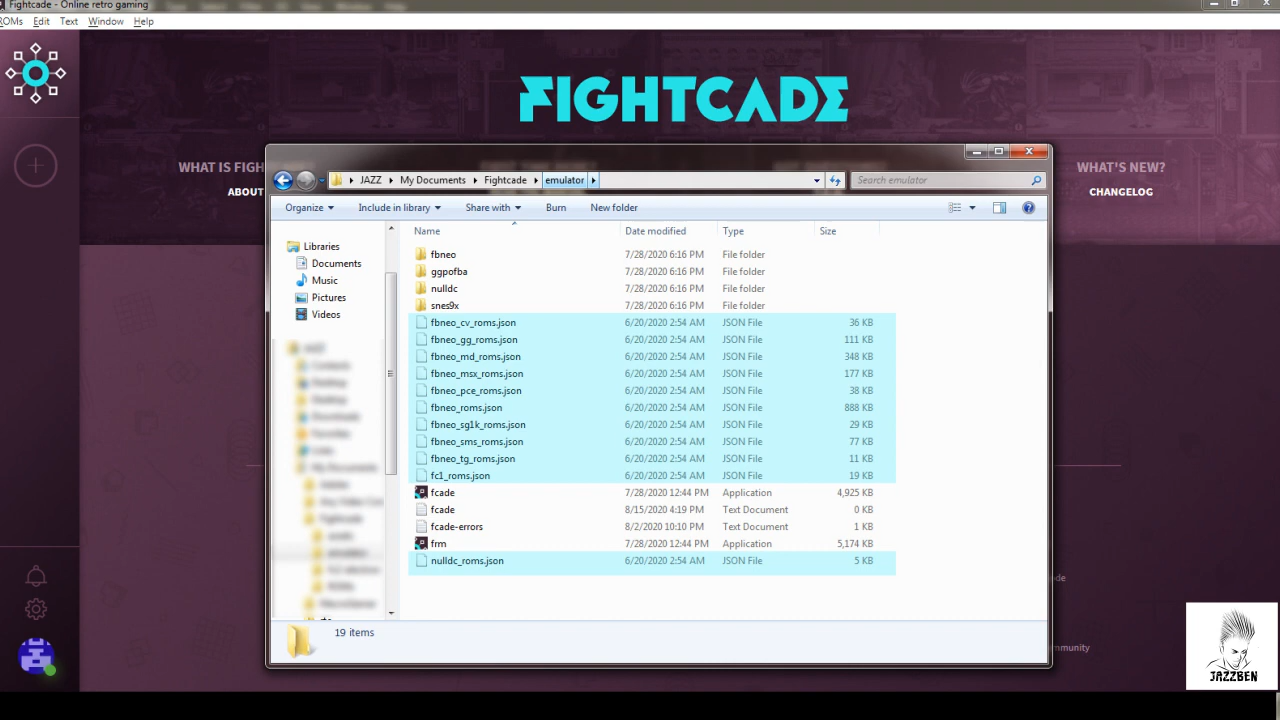 Fightcade - Online retro gaming
ROMs Edit Text Window Help
FIGHTCADE
WHAT IS FIGH
ABOUT
WHAT'S NEW?
CHANGELOG
JAZZ My Documents Fightcade emulator
Search emulator
Organize Include in library Share with Burn New folder
Name Date modified Type Size
Libraries
Documents
Music
Pictures
Videos
fbneo 7/28/2020 6:16 PM File folder
ggpofba 7/28/2020 6:16 PM File folder
nulldc 7/28/2020 6:16 PM File folder
snes9x 7/28/2020 6:16 PM File folder
fbneo_cv_roms.json 6/20/2020 2:54 AM JSON File 36 KB
fbneo_gg_roms.json 6/20/2020 2:54 AM JSON File 111 KB
fbneo_md_roms.json 6/20/2020 2:54 AM JSON File 348 KB
fbneo_msx_roms.json 6/20/2020 2:54 AM JSON File 177 KB
fbneo_pce_roms.json 6/20/2020 2:54 AM JSON File 38 KB
fbneo_roms.json 6/20/2020 2:54 AM JSON File 888 KB
fbneo_sg1k_roms.json 6/20/2020 2:54 AM JSON File 29 KB
fbneo_sms_roms.json 6/20/2020 2:54 AM JSON File 77 KB
fbneo_tg_roms.json 6/20/2020 2:54 AM JSON File 11 KB
fc1_roms.json 6/20/2020 2:54 AM JSON File 19 KB
fcade 7/28/2020 12:44 PM Application 4,925 KB
fcade 8/15/2020 4:19 PM Text Document 0 KB
fcade-errors 8/2/2020 10:10 PM Text Document 1 KB
frm 7/28/2020 12:44 PM Application 5,174 KB
nulldc_roms.json 6/20/2020 2:54 AM JSON File 5 KB
19 items
ode
mmunity
JAZZBEN